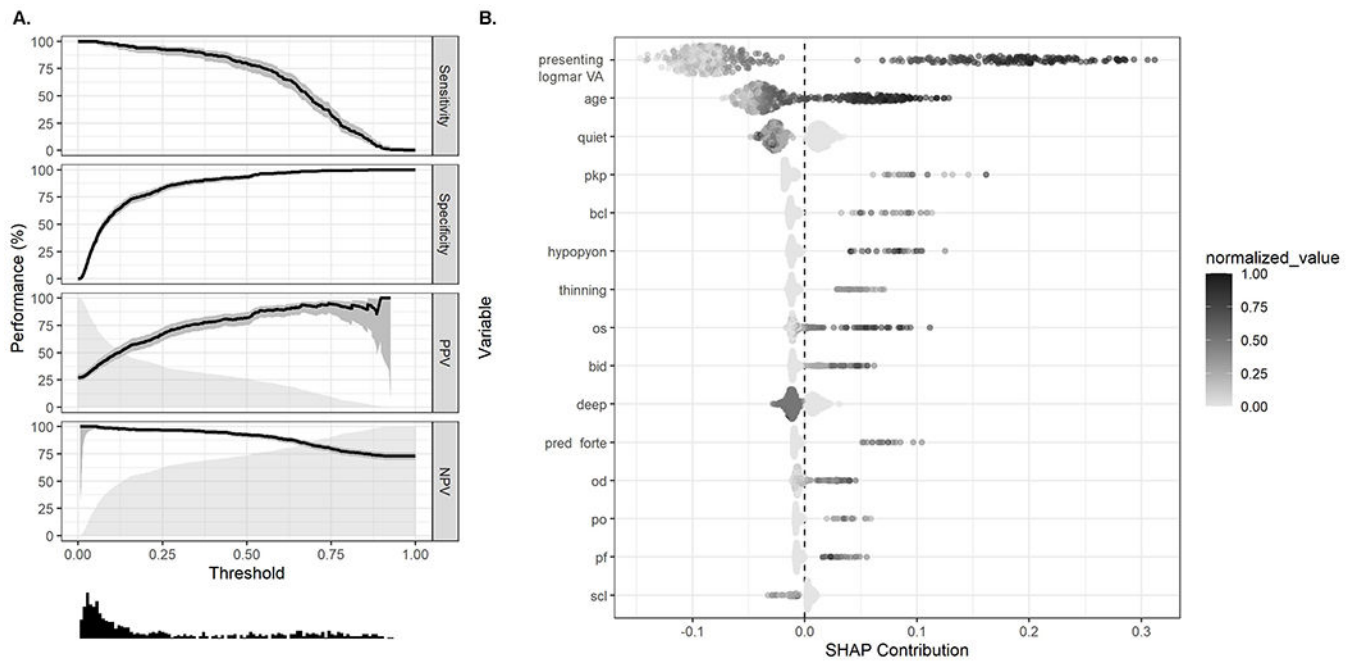 A.
100
75
50
25
0
Sensitivity
100
75
50
25
0
Specificity
100
75
50
25
0
PPV
100
75
50
25
0
NPV
Performance (%)
0.00 0.25 0.50 0.75 1.00
Threshold
B.
Variable
presenting
logmar VA
age
quiet
pkp
bcl
hypopyon
thinning
os
bid
deep
pred forte
od
po
pf
scl
-0.1 0.0 0.1 0.2 0.3
SHAP Contribution
normalized_value
1.00
0.75
0.50
0.25
0.00